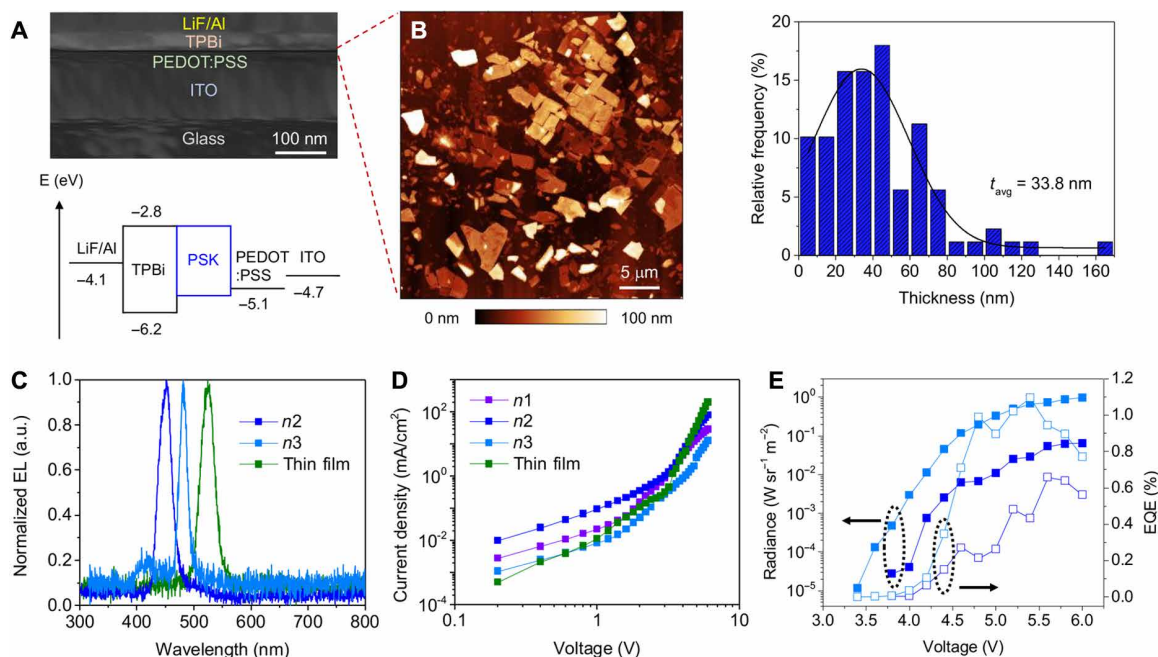 A
LiF/Al
TPBi
PEDOT:PSS
ITO
Glass
100 nm
E (eV)
–2.8
LiF/Al
–4.1
TPBi
PSK
PEDOT
:PSS
ITO
–5.1
–4.7
–6.2
B
5 μm
0 nm
100 nm
Relative frequency (%)
20
15
10
5
0
t avg = 33.8 nm
0 20 40 60 80 100 120 140 160
Thickness (nm)
C
Normalized EL (a.u.)
1.0
0.8
0.6
0.4
0.2
0.0
n2
n3
Thin film
300 400 500 600 700 800
Wavelength (nm)
D
Current density (mA/cm²)
10²
10⁰
10⁻²
10⁻⁴
n1
n2
n3
Thin film
0.1 1 10
Voltage (V)
E
Radiance (W sr⁻¹ m⁻²)
10⁰
10⁻¹
10⁻²
10⁻³
10⁻⁴
10⁻⁵
1.2
1.0
0.8
0.6
0.4
0.2
0.0
EQE (%)
3.0 3.5 4.0 4.5 5.0 5.5 6.0
Voltage (V)